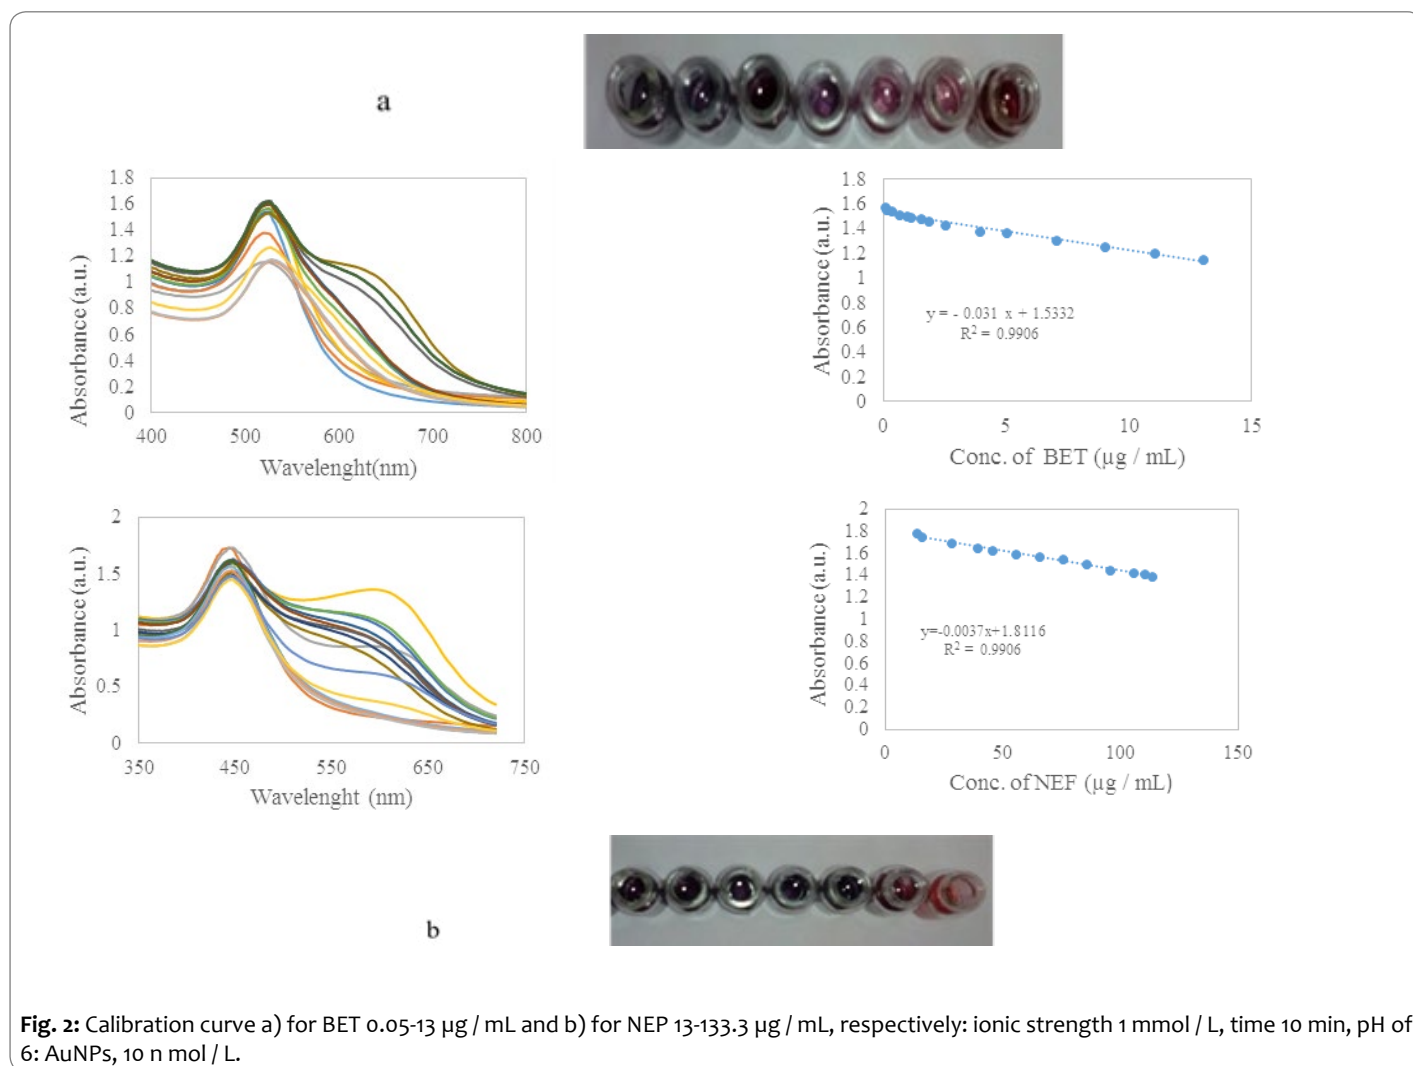 a
1.8
1.6
1.4
1.2
1
0.8
0.6
0.4
0.2
0
400 500 600 700 800
Absorbance (a.u.)
Wavelenght(nm)
1.8
1.6
1.4
1.2
1
0.8
0.6
0.4
0.2
0
0 5 10 15
Absorbance (a.u.)
y = - 0.031 x + 1.5332
R² = 0.9906
Conc. of BET (µg / mL)
2
1.5
1
0.5
0
350 450 550 650 750
Absorbance (a.u.)
Wavelenght (nm)
2
1.8
1.6
1.4
1.2
1
0.8
0.6
0.4
0.2
0
0 50 100 150
Absorbance (a.u.)
y=-0.0037x+1.8116
R² = 0.9906
Conc. of NEF (µg / mL)
b
Fig. 2: Calibration curve a) for BET 0.05-13 µg / mL and b) for NEP 13-133.3 µg / mL, respectively: ionic strength 1 mmol / L, time 10 min, pH of
6: AuNPs, 10 n mol / L.